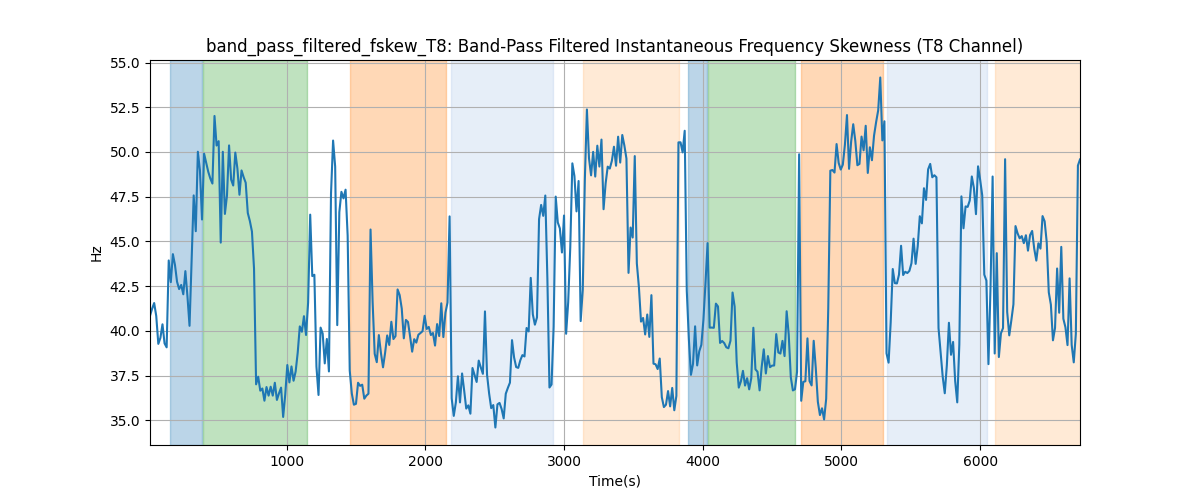 band_pass_filtered_fskew_T8: Band-Pass Filtered Instantaneous Frequency Skewness (T8 Channel)
55.0
52.5
50.0
47.5
45.0
42.5
40.0
37.5
35.0
Hz
1000 2000 3000 4000 5000 6000
Time(s)